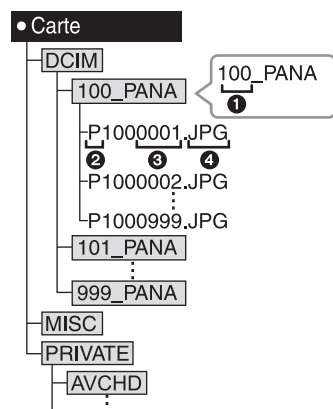 ● Carte
DCIM
100_PANA
100_PANA
❶
P1000001.JPG
❷ ❸ ❹
P1000002.JPG
P1000999.JPG
101_PANA
999_PANA
MISC
PRIVATE
AVCHD